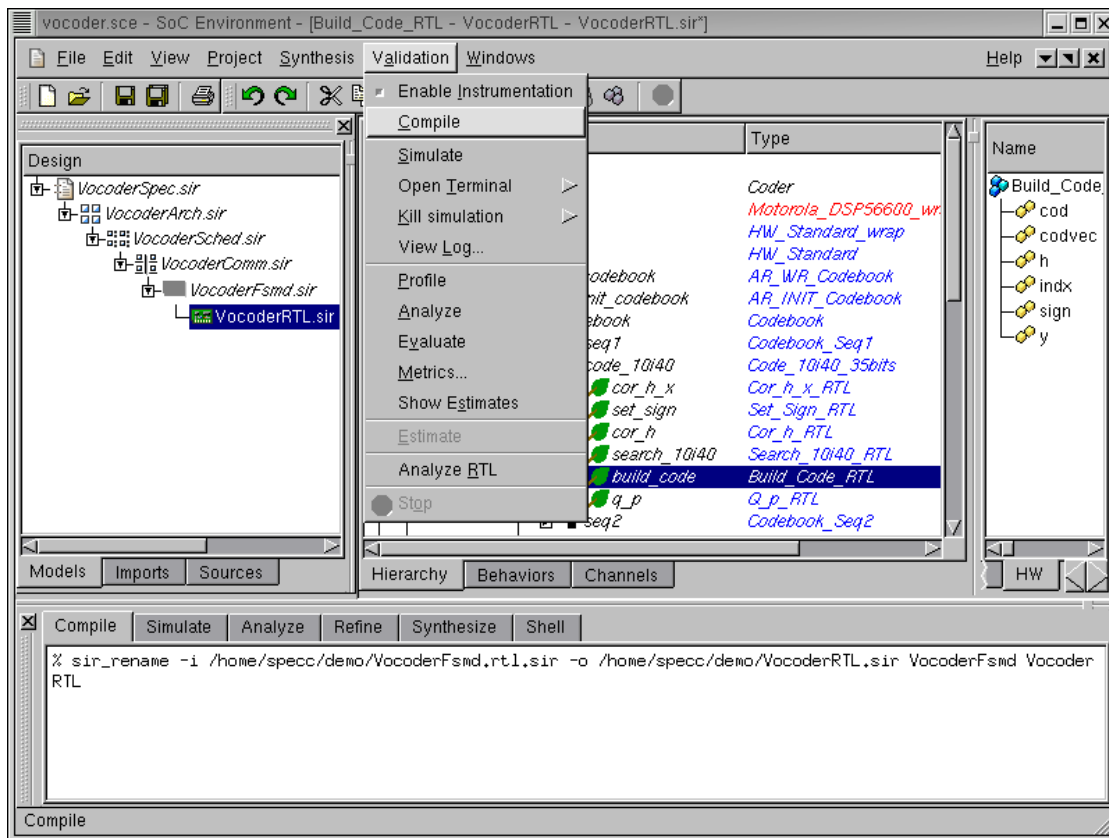 vocoder.sce - SoC Environment - [Build_Code_RTL - VocoderRTL - VocoderRTL.sir*]
File Edit View Project Synthesis Validation Windows Help
Enable Instrumentation
Compile
Simulate
Open Terminal
Kill simulation
View Log...
Profile
Analyze
Evaluate
Metrics...
Show Estimates
Estimate
Analyze RTL
Stop
Design
VocoderSpec.sir
VocoderArch.sir
VocoderSched.sir
VocoderComm.sir
VocoderFsmd.sir
VocoderRTL.sir
Models Imports Sources
Type
Coder
Motorola_DSP56600_wr
HW_Standard_wrap
HW_Standard
odebook AR_WR_Codebook
nit_codebook AR_INIT_Codebook
ebook Codebook
seq1 Codebook_Seq1
code_10i40 Code_10i40_35bits
cor_h_x Cor_h_x_RTL
set_sign Set_Sign_RTL
cor_h Cor_h_RTL
search_10i40 Search_10i40_RTL
build_code Build_Code_RTL
q_p Q_p_RTL
seq2 Codebook_Seq2
Hierarchy Behaviors Channels
Name
Build_Code_
cod
codvec
h
indx
sign
y
HW
Compile Simulate Analyze Refine Synthesize Shell
% sir_rename -i /home/specc/demo/VocoderFsmd.rtl.sir -o /home/specc/demo/VocoderRTL.sir VocoderFsmd Vocoder
RTL
Compile